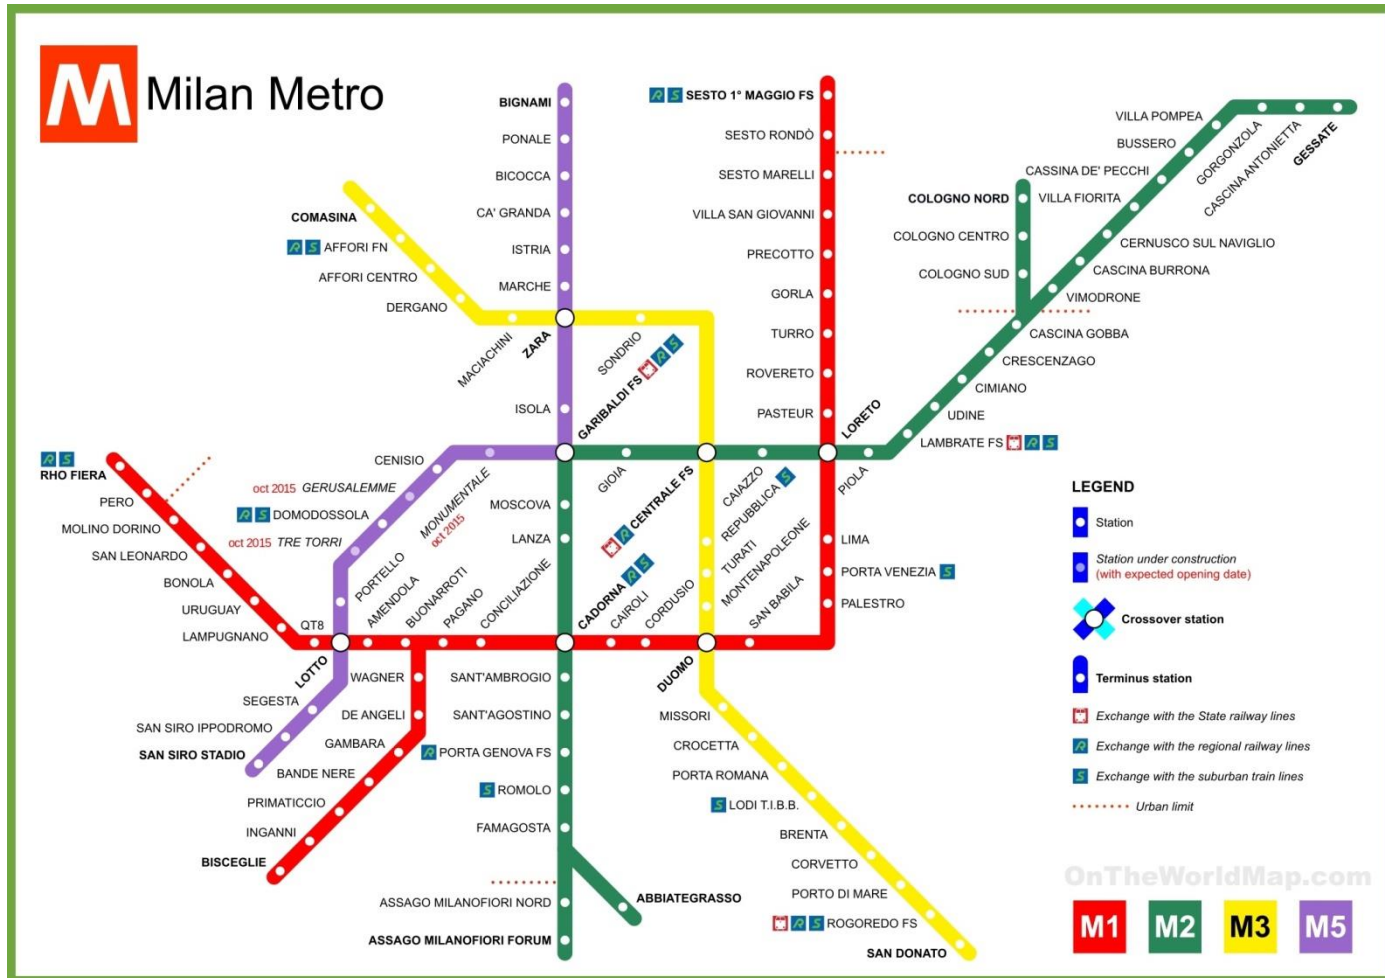 M
Milan Metro
BIGNAMI
PONALE
BICOCCA
CA' GRANDA
ISTRIA
MARCHE
ZARA
ISOLA
GARIBALDI FS
MONUMENTALE
oct 2015
CENISIO
oct 2015 GERUSALEMME
DOMODOSSOLA
oct 2015 TRE TORRI
PORTELLO
LOTTO
SEGESTA
SAN SIRO IPPODROMO
SAN SIRO STADIO
COMASINA
AFFORI FN
AFFORI CENTRO
DERGANO
MACIACHINI
SONDRIO
CENTRALE FS
REPUBBLICA
TURATI
MONTENAPOLEONE
DUOMO
MISSORI
CROCETTA
PORTA ROMANA
LODI T.I.B.B.
BRENTA
CORVETTO
PORTO DI MARE
ROGOREDO FS
SAN DONATO
SESTO 1° MAGGIO FS
SESTO RONDÒ
SESTO MARELLI
VILLA SAN GIOVANNI
PRECOTTO
GORLA
TURRO
ROVERETO
PASTEUR
LORETO
LIMA
PORTA VENEZIA
PALESTRO
SAN BABILA
CORDUSIO
CAIROLI
CADORNA
CONCILIAZIONE
PAGANO
BUONARROTI
AMENDOLA
QT8
LAMPUGNANO
URUGUAY
BONOLA
SAN LEONARDO
MOLINO DORINO
PERO
RHO FIERA
WAGNER
DE ANGELI
GAMBARA
BANDE NERE
PRIMATICCIO
INGANNI
BISCEGLIE
GESSATE
CASCINA ANTONIETTA
GORGONZOLA
VILLA POMPEA
BUSSERO
CASSINA DE' PECCHI
VILLA FIORITA
CERNUSCO SUL NAVIGLIO
CASCINA BURRONA
VIMODRONE
COLOGNO NORD
COLOGNO CENTRO
COLOGNO SUD
CASCINA GOBBA
CRESCENZAGO
CIMIANO
UDINE
LAMBRATE FS
PIOLA
CAIAZZO
GIOIA
MOSCOVA
LANZA
SANT'AMBROGIO
SANT'AGOSTINO
PORTA GENOVA FS
ROMOLO
FAMAGOSTA
ABBIATEGRASSO
ASSAGO MILANOFIORI NORD
ASSAGO MILANOFIORI FORUM
LEGEND
Station
Station under construction
(with expected opening date)
Crossover station
Terminus station
Exchange with the State railway lines
R Exchange with the regional railway lines
S Exchange with the suburban train lines
Urban limit
OnTheWorldMap.com
M1 M2 M3 M5